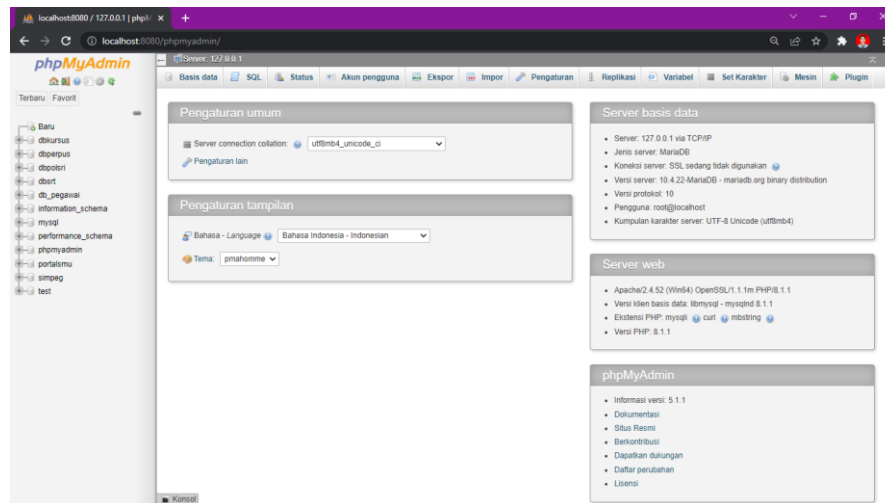 localhost:8080 / 127.0.0.1 | phpM
localhost:8080/phpmyadmin/
phpMyAdmin
Terbaru Favorit
Baru
dbkursus
dbperpus
dbpolsri
dbsrt
db_pegawai
information_schema
mysql
performance_schema
phpmyadmin
portalsmu
simpeg
test
Server: 127.0.0.1
Basis data SQL Status Akun pengguna Ekspor Impor Pengaturan Replikasi Variabel Set Karakter Mesin Plugin
Pengaturan umum
Server connection collation: utf8mb4_unicode_ci
Pengaturan lain
Pengaturan tampilan
Bahasa - Language Bahasa Indonesia - Indonesian
Tema: pmahomme
Server basis data
Server: 127.0.0.1 via TCP/IP
Jenis server: MariaDB
Koneksi server: SSL sedang tidak digunakan
Versi server: 10.4.22-MariaDB - mariadb.org binary distribution
Versi protokol: 10
Pengguna: root@localhost
Kumpulan karakter server: UTF-8 Unicode (utf8mb4)
Server web
Apache/2.4.52 (Win64) OpenSSL/1.1.1m PHP/8.1.1
Versi klien basis data: libmysql - mysqlnd 8.1.1
Ekstensi PHP: mysqli curl mbstring
Versi PHP: 8.1.1
phpMyAdmin
Informasi versi: 5.1.1
Dokumentasi
Situs Resmi
Berkontribusi
Dapatkan dukungan
Daftar perubahan
Lisensi
Konsol